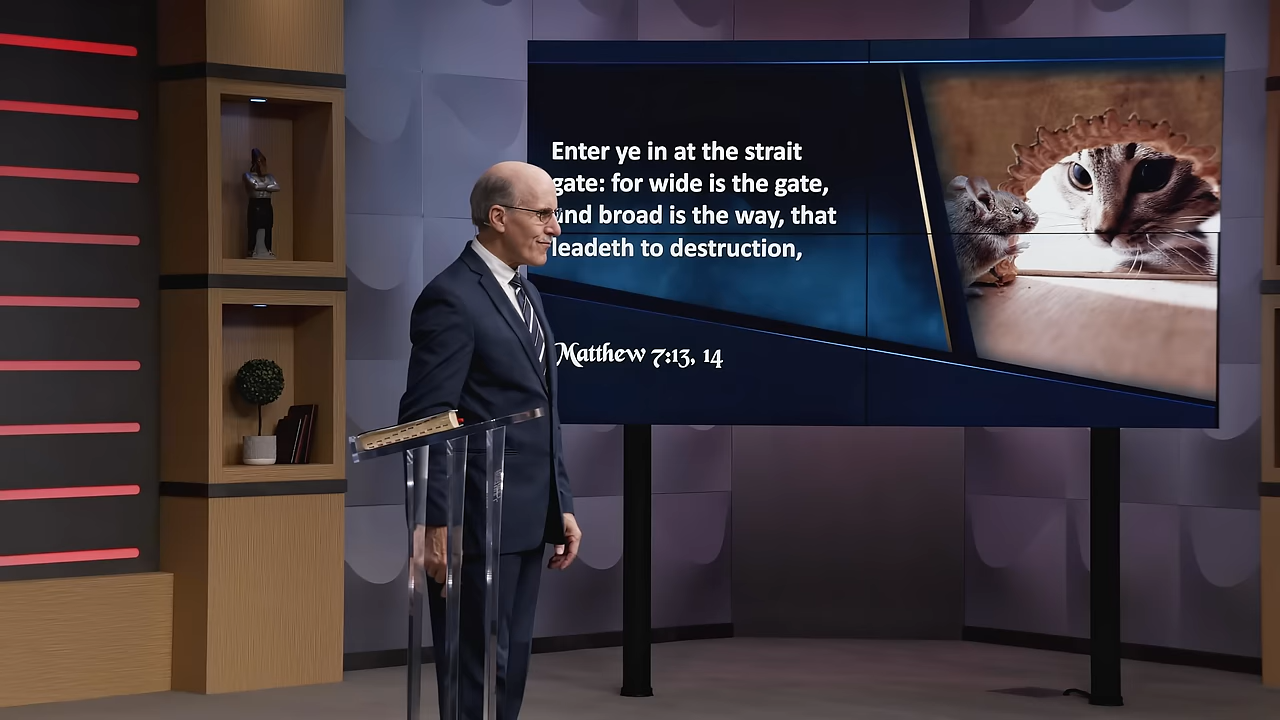 Enter ye in at the strait
gate: for wide is the gate,
and broad is the way, that
leadeth to destruction,
Matthew 7:13, 14